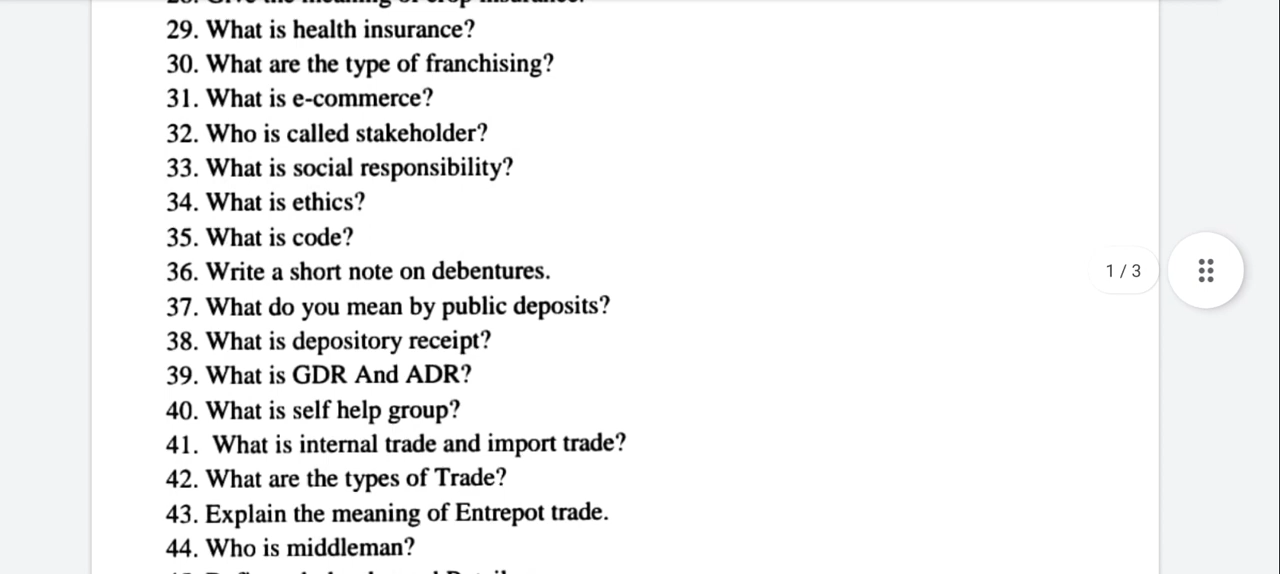 29. What is health insurance?
30. What are the type of franchising?
31. What is e-commerce?
32. Who is called stakeholder?
33. What is social responsibility?
34. What is ethics?
35. What is code?
36. Write a short note on debentures.
37. What do you mean by public deposits?
38. What is depository receipt?
39. What is GDR And ADR?
40. What is self help group?
41. What is internal trade and import trade?
42. What are the types of Trade?
43. Explain the meaning of Entrepot trade.
44. Who is middleman?
1 / 3